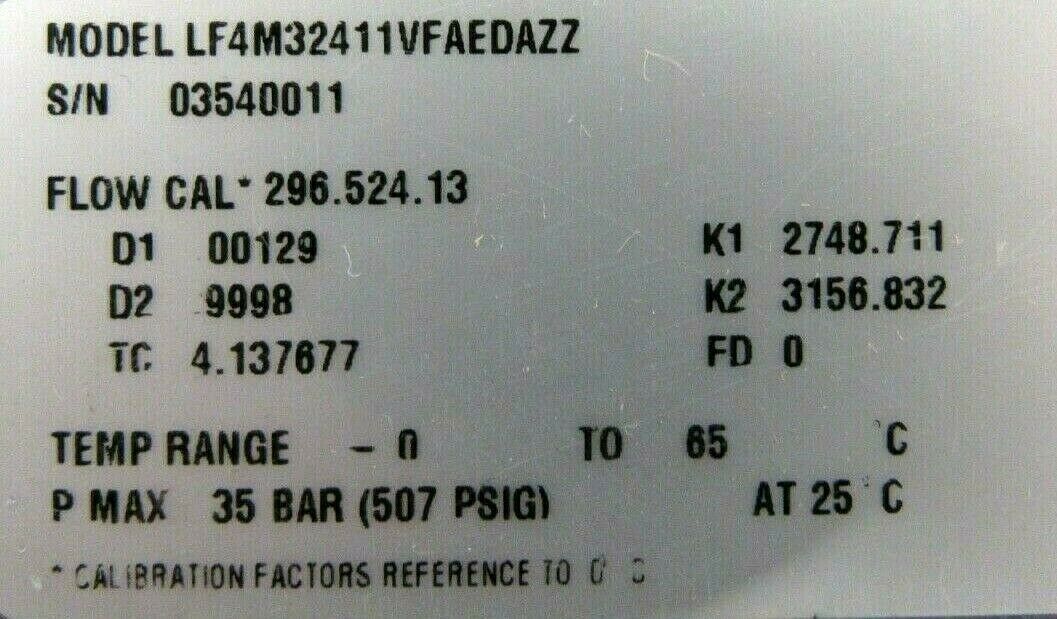 MODEL LF4M32411VFAEDAZZ
S/N 03540011
FLOW CAL* 296.524.13
D1 00129 K1 2748.711
D2 9998 K2 3156.832
TC 4.137677 FD 0
TEMP RANGE - 0 TO 65 °C
P MAX 35 BAR (507 PSIG) AT 25 °C
* CALIBRATION FACTORS REFERENCE TO 0 °C